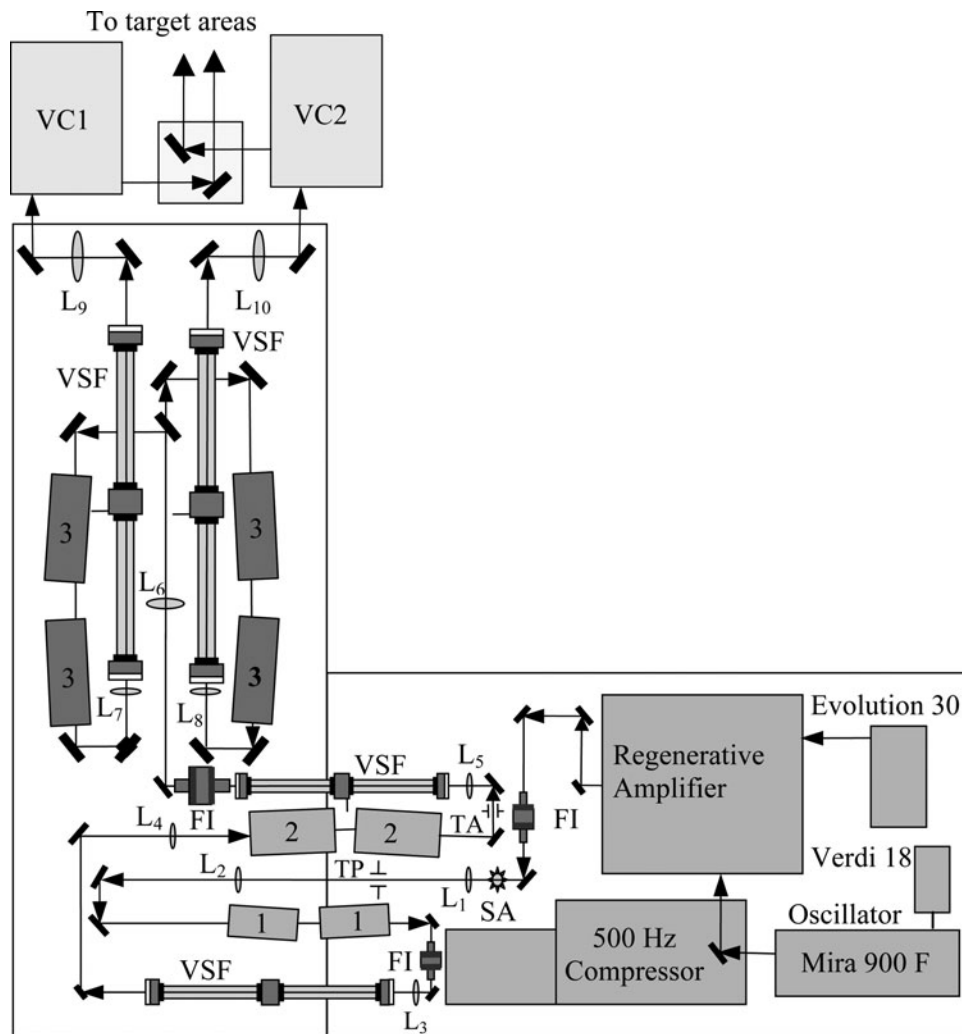 To target areas
VC1
VC2
L9
L10
VSF
VSF
3
3
L6
3
3
L7
L8
Evolution 30
Regenerative
Amplifier
VSF
L5
FI
TA
FI
L4
2
2
Verdi 18
L2
TP
L1
SA
Oscillator
1
1
500 Hz
Compressor
Mira 900 F
FI
VSF
L3